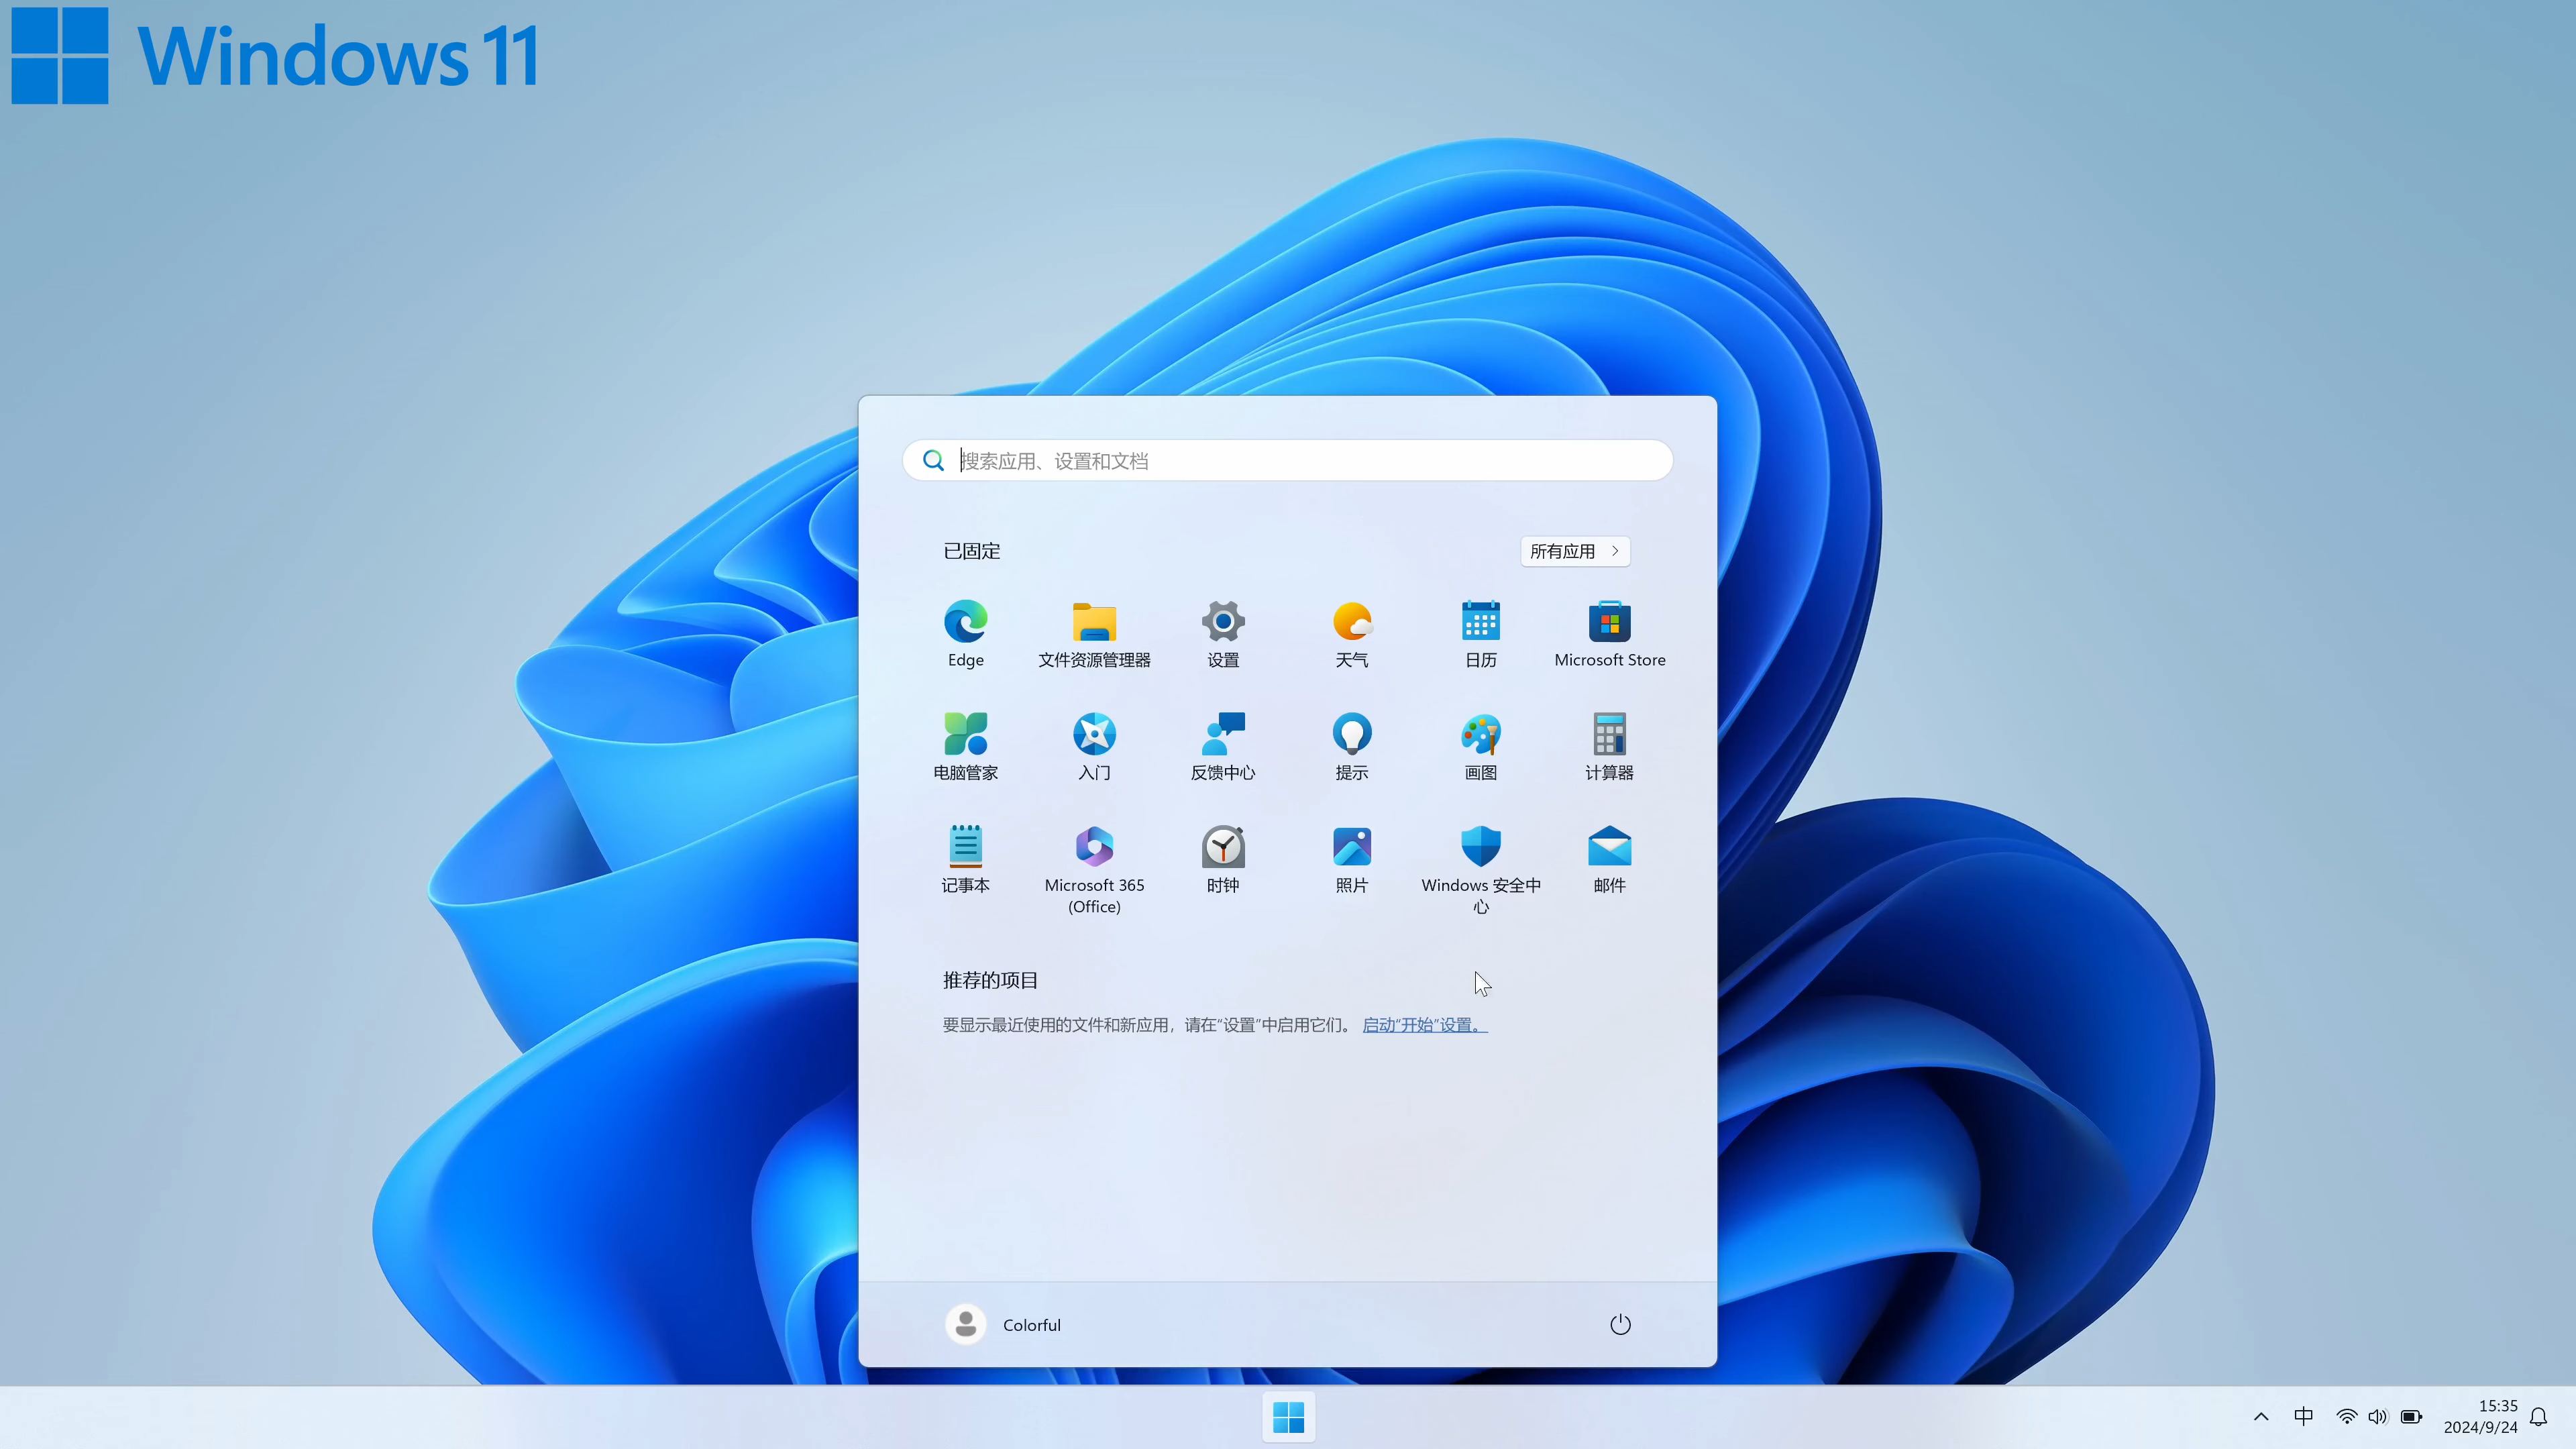 Windows 11
搜索应用、设置和文档
已固定
所有应用
Edge
文件资源管理器
设置
天气
日历
Microsoft Store
电脑管家
入门
反馈中心
提示
画图
计算器
记事本
Microsoft 365
(Office)
时钟
照片
Windows 安全中
心
邮件
推荐的项目
要显示最近使用的文件和新应用，请在“设置”中启用它们。 启动“开始”设置。
Colorful
中
15:35
2024/9/24